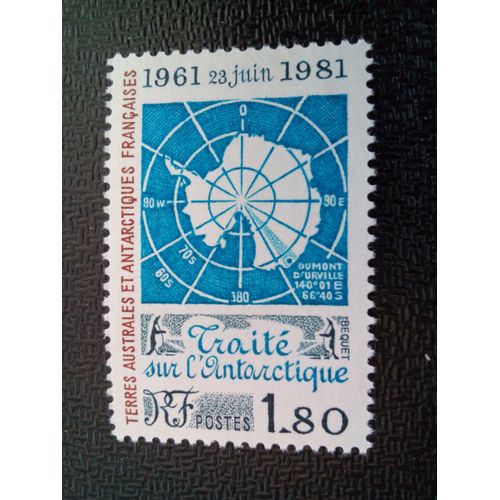 1961 23 juin 1981
TERRES AUSTRALES ET ANTARCTIQUES FRANÇAISES
0
90 W
90 E
70 S
60 S
180
DUMONT
D'URVILLE
140°01 E
66°40 S
BEQUET
Traité
sur l'Antarctique
RF POSTES 1.80